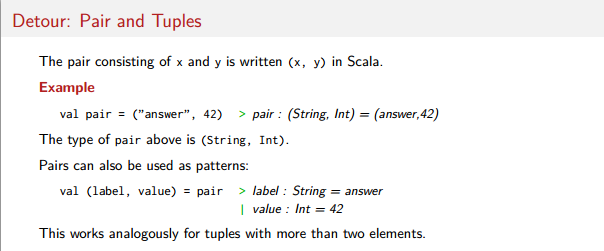 Detour: Pair and Tuples
The pair consisting of x and y is written (x, y) in Scala.
Example
val pair = ("answer", 42) > pair : (String, Int) = (answer,42)
The type of pair above is (String, Int).
Pairs can also be used as patterns:
val (label, value) = pair > label : String = answer
| value : Int = 42
This works analogously for tuples with more than two elements.